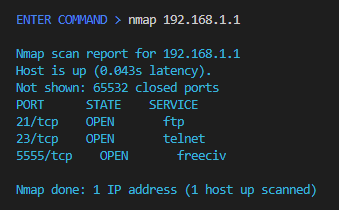 ENTER COMMAND > nmap 192.168.1.1
Nmap scan report for 192.168.1.1
Host is up (0.043s latency).
Not shown: 65532 closed ports
PORT      STATE    SERVICE
21/tcp    OPEN       ftp
23/tcp    OPEN       telnet
5555/tcp    OPEN       freeciv
Nmap done: 1 IP address (1 host up scanned)